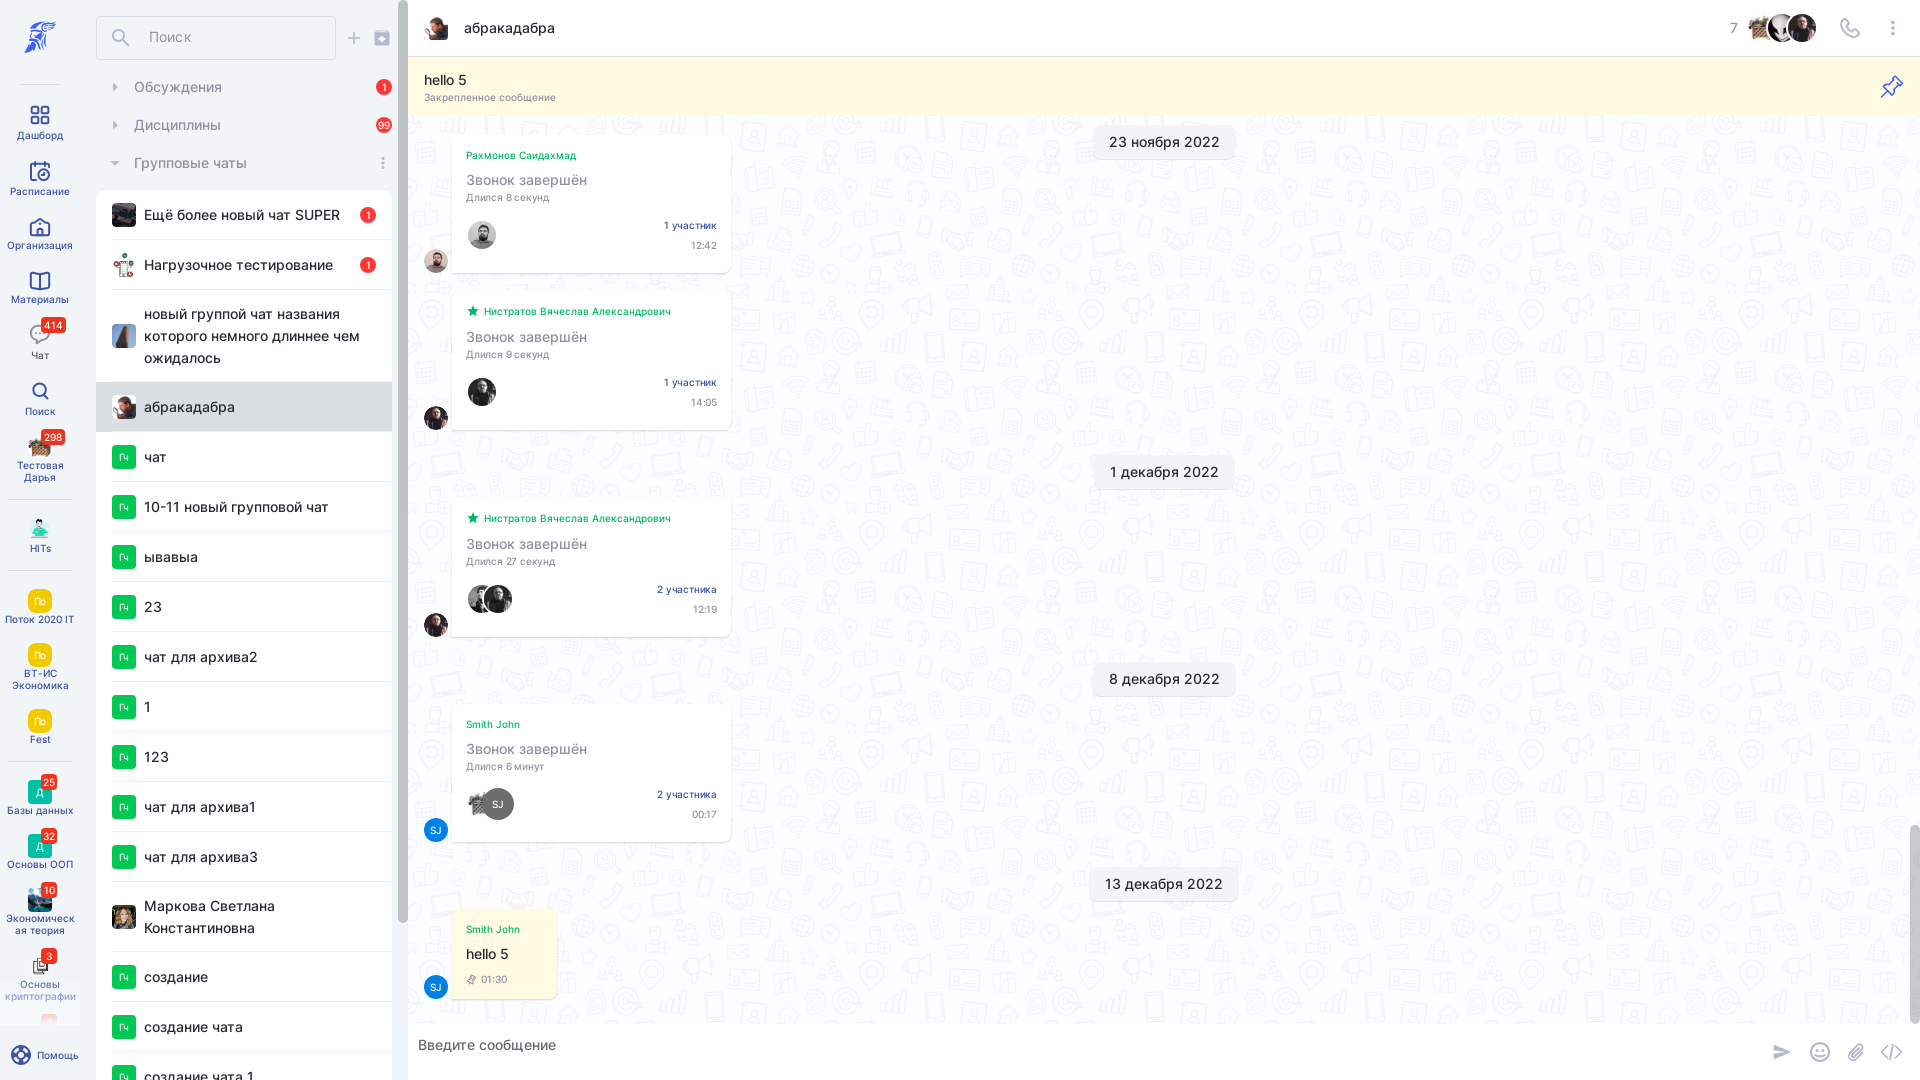 Дашборд
Расписание
Организация
Материалы
414
Чат
Поиск
298
Тестовая
Дарья
HITs
По
Поток 2020 IT
По
ВТ-ИС
Экономика
По
Fest
25
Д
Базы данных
32
Д
Основы ООП
10
Экономическ
ая теория
3
Основы
криптографии
Помощь
Поиск
Обсуждения
1
Дисциплины
99
Групповые чаты
Ещё более новый чат SUPER
1
Нагрузочное тестирование
1
новый группой чат названия
которого немного длиннее чем
ожидалось
абракадабра
Гч
чат
Гч
10-11 новый групповой чат
Гч
ывавыа
Гч
23
Гч
чат для архива2
Гч
1
Гч
123
Гч
чат для архива1
Гч
чат для архива3
Маркова Светлана
Константиновна
Гч
создание
Гч
создание чата
Гч
создание чата 1
абракадабра
7
hello 5
Закрепленное сообщение
23 ноября 2022
Рахмонов Саидахмад
Звонок завершён
Длился 8 секунд
1 участник
12:42
Нистратов Вячеслав Александрович
Звонок завершён
Длился 9 секунд
1 участник
14:05
1 декабря 2022
Нистратов Вячеслав Александрович
Звонок завершён
Длился 27 секунд
2 участника
12:19
8 декабря 2022
Smith John
Звонок завершён
Длился 6 минут
SJ
2 участника
00:17
SJ
13 декабря 2022
Smith John
hello 5
01:30
SJ
Введите сообщение